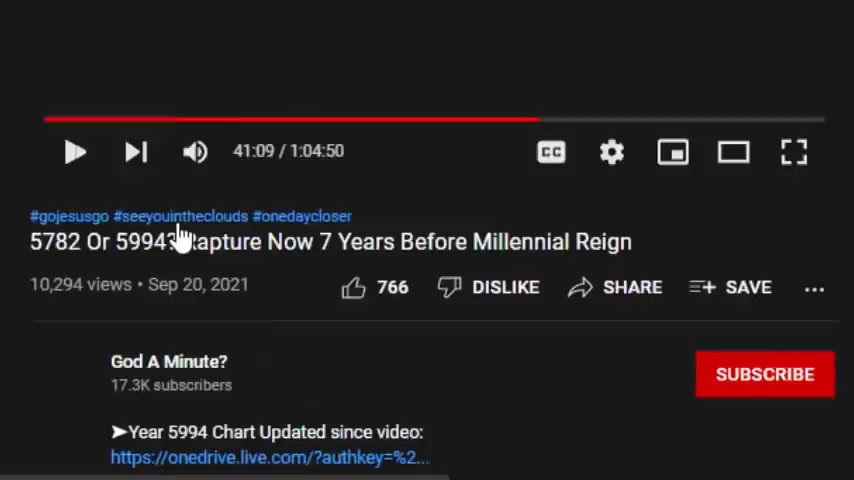 41:09 / 1:04:50 CC
#gojesusgo #seeyouintheclouds #onedaycloser
5782 Or 5994? Rapture Now 7 Years Before Millennial Reign
10,294 views • Sep 20, 2021 766 DISLIKE SHARE SAVE ...
God A Minute?
17.3K subscribers
SUBSCRIBE
➤Year 5994 Chart Updated since video:
https://onedrive.live.com/?authkey=%2...